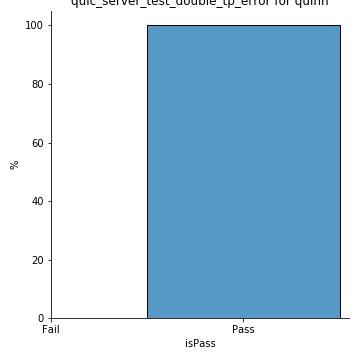 quic_server_test_double_tp_error for quinn
100
80
60
40
20
0
%
Fail Pass
isPass